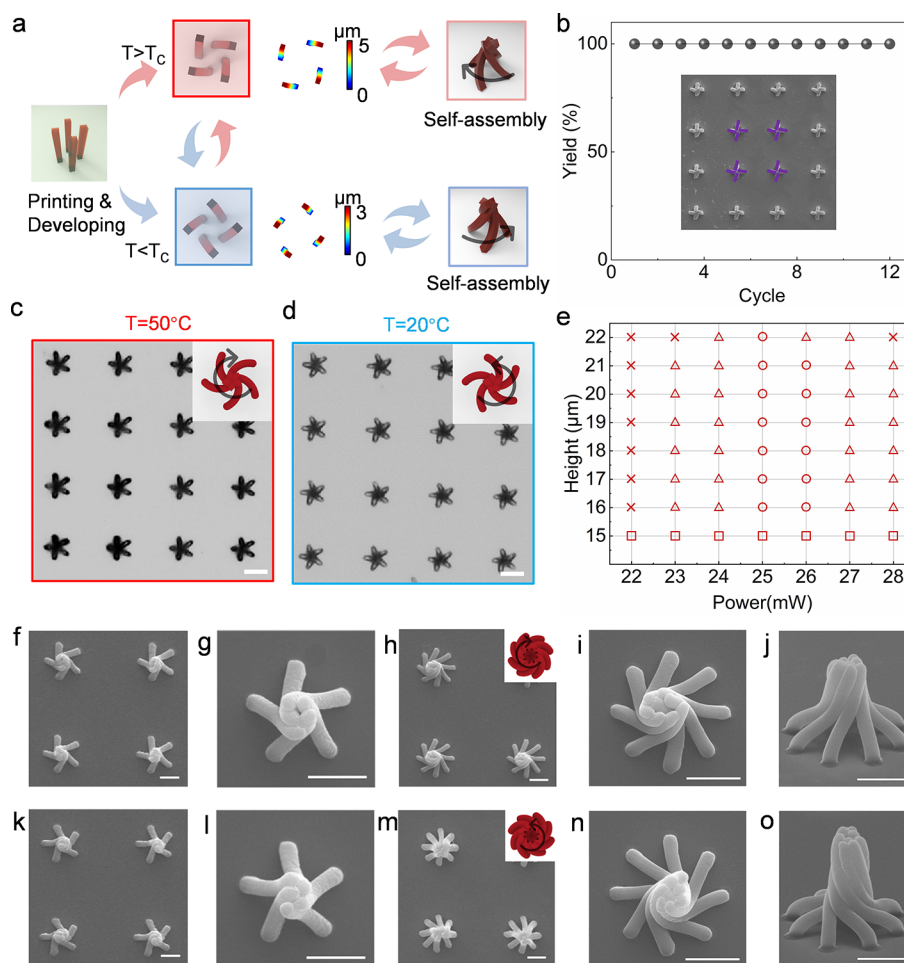 a
T>T_C
μm
5
0
Self-assembly
Printing &
Developing
T<T_C
μm
3
0
Self-assembly
b
100
50
0
Yield (%)
0 4 8 12
Cycle
c
T=50°C
d
T=20°C
e
22
21
20
19
18
17
16
15
Height (μm)
22 23 24 25 26 27 28
Power(mW)
f g h i j
k l m n o